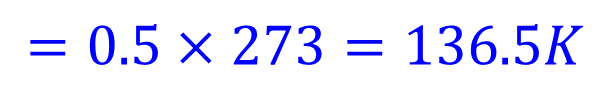 = 0.5 × 273 = 136.5K